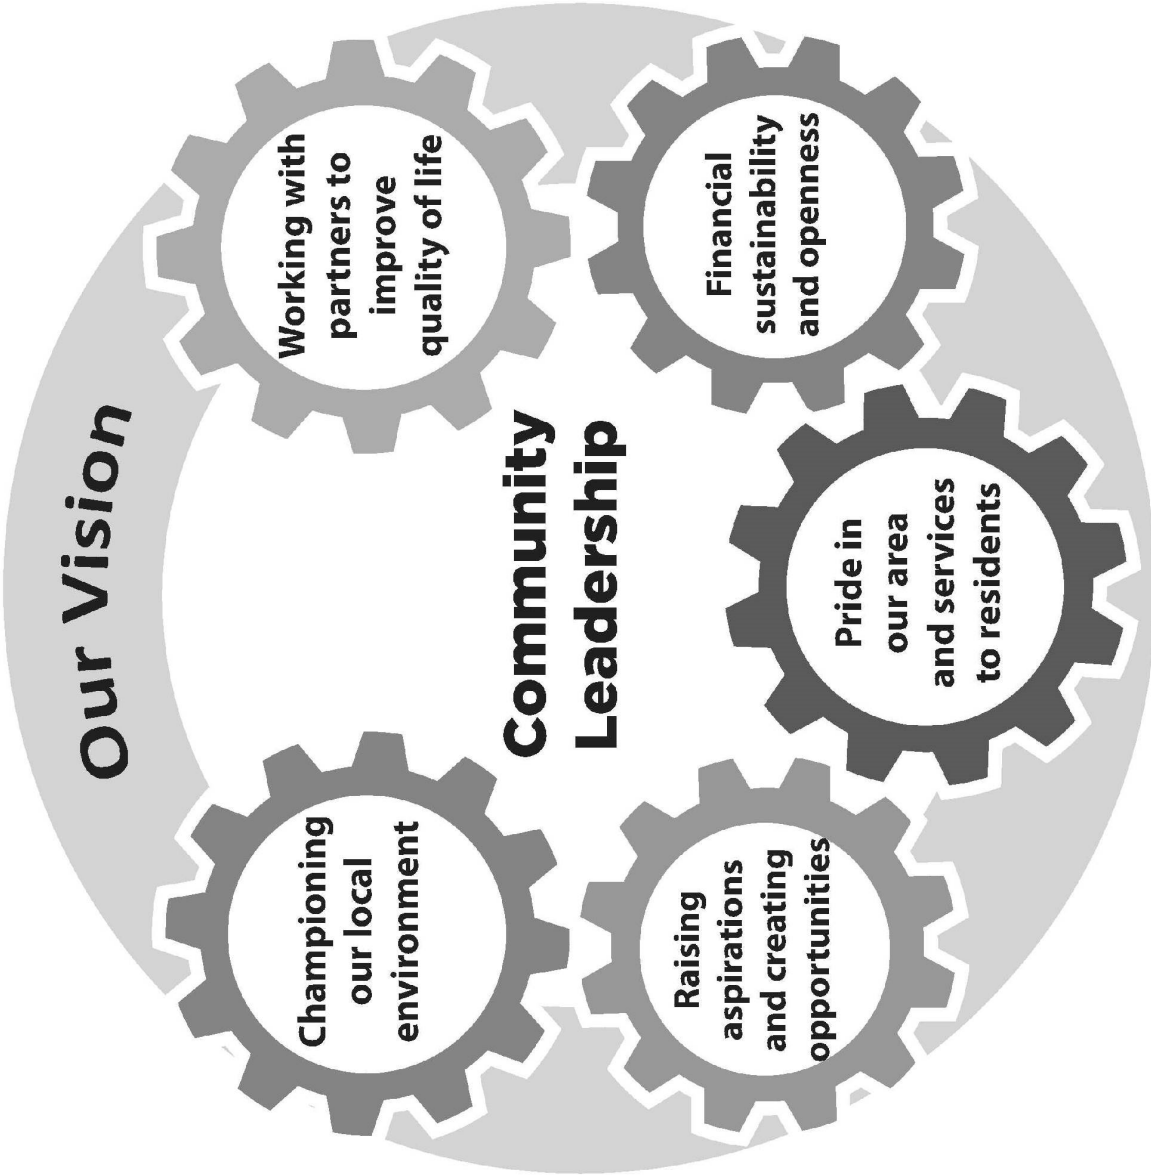 Our Vision
Championing
our local
environment
Working with
partners to
improve
quality of life
Community
Leadership
Raising
aspirations
and creating
opportunities
Financial
sustainability
and openness
Pride in
our area
and services
to residents